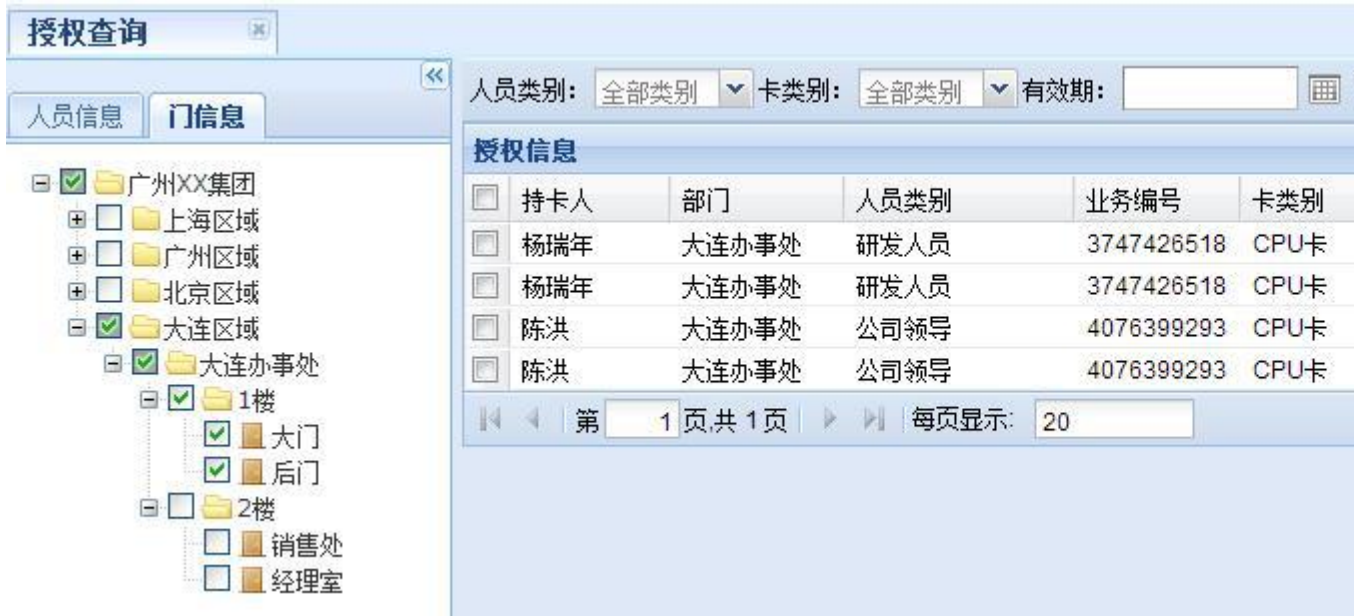 授权查询
人员信息 门信息
广州XX集团
上海区域
广州区域
北京区域
大连区域
大连办事处
1楼
大门
后门
2楼
销售处
经理室
人员类别： 全部类别 卡类别： 全部类别 有效期：
授权信息
持卡人 部门 人员类别 业务编号 卡类别
杨瑞年 大连办事处 研发人员 3747426518 CPU卡
杨瑞年 大连办事处 研发人员 3747426518 CPU卡
陈洪 大连办事处 公司领导 4076399293 CPU卡
陈洪 大连办事处 公司领导 4076399293 CPU卡
第 1 页,共 1 页 每页显示: 20